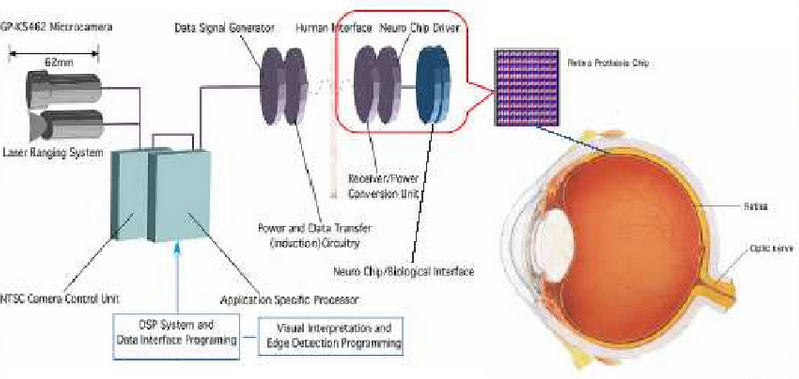 GP-KS462 Microcamera
Data Signal Generator
Human Interface
Neuro Chip Driver
62mm
Retina Prothesis Chip
Laser Ranging System
Receiver/Power
Conversion Unit
Retina
Power and Data Transfer
(induction)Circuitry
Optic nerve
Neuro Chip/Biological Interface
NTSC Camera Control Unit
Application Specific Processor
DSP System and
Data Interface Programing
Visual Interpretation and
Edge Detection Programming